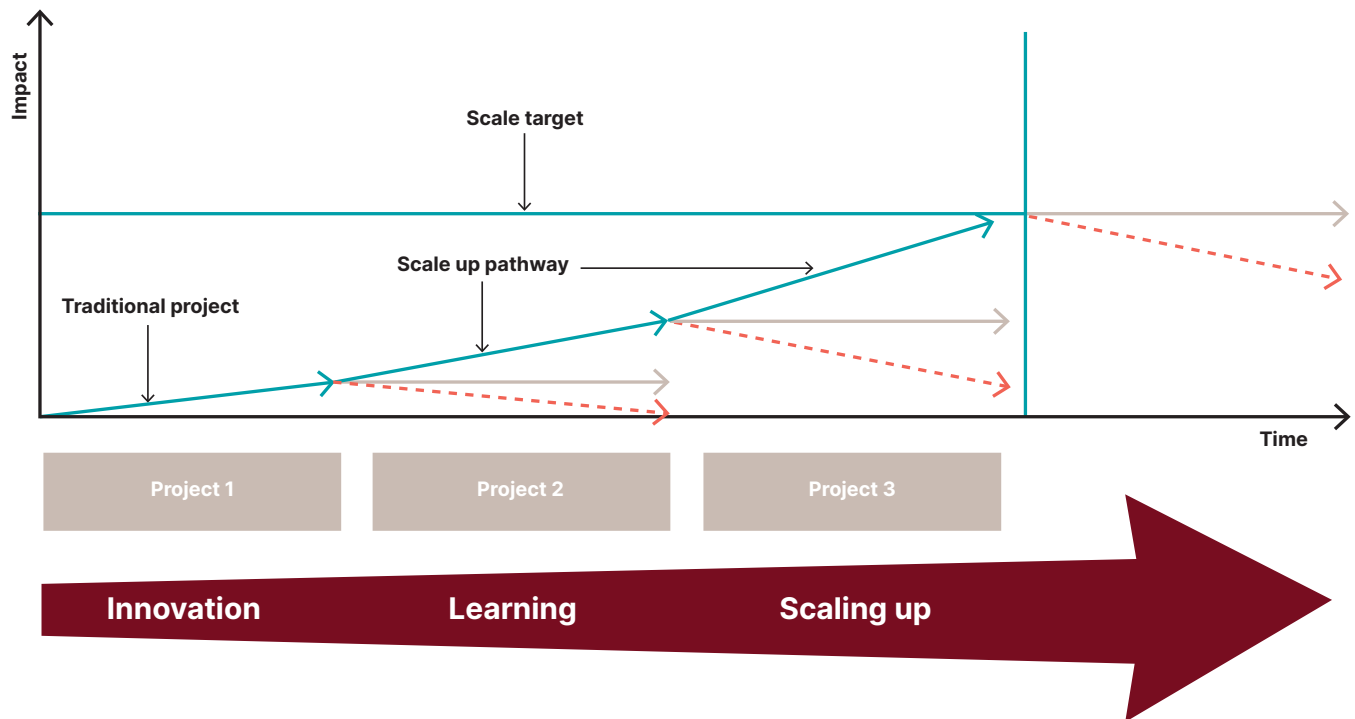 Impact
Scale target
Scale up pathway
Traditional project
Time
Project 1
Project 2
Project 3
Innovation
Learning
Scaling up